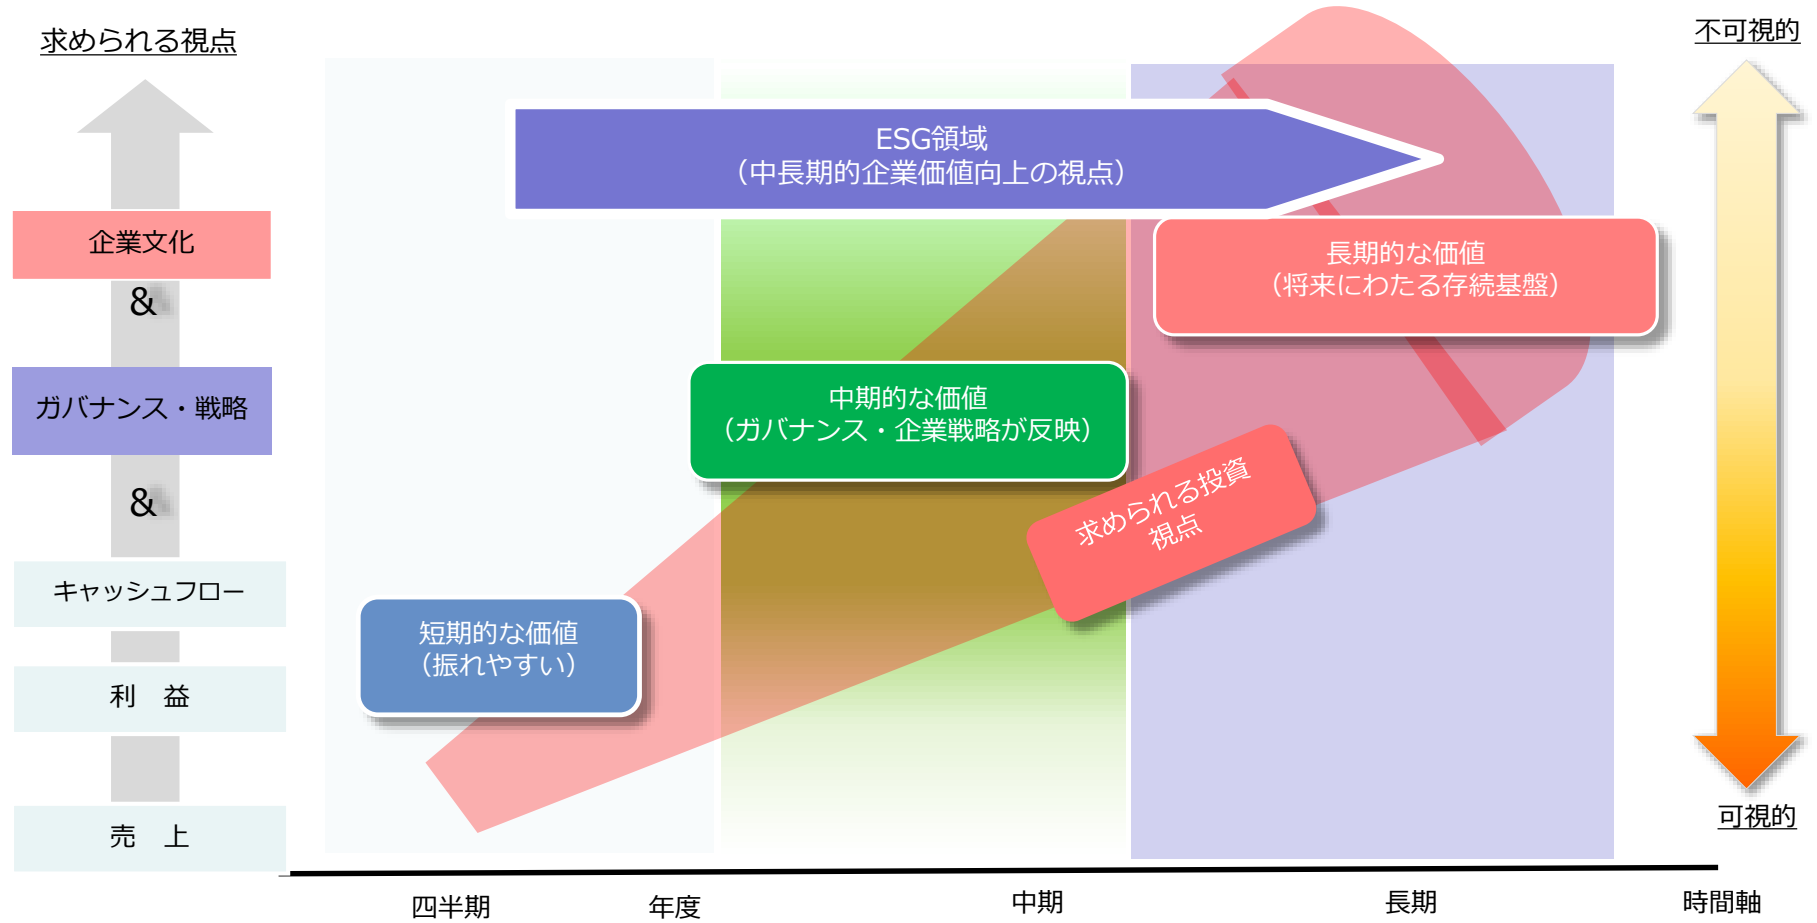 求められる視点
不可視的
ESG領域
（中長期的企業価値向上の視点）
企業文化
&
長期的な価値
（将来にわたる存続基盤）
ガバナンス・戦略
中期的な価値
（ガバナンス・企業戦略が反映）
&
求められる投資
視点
キャッシュフロー
短期的な価値
（振れやすい）
利　益
売　上
可視的
四半期
年度
中期
長期
時間軸